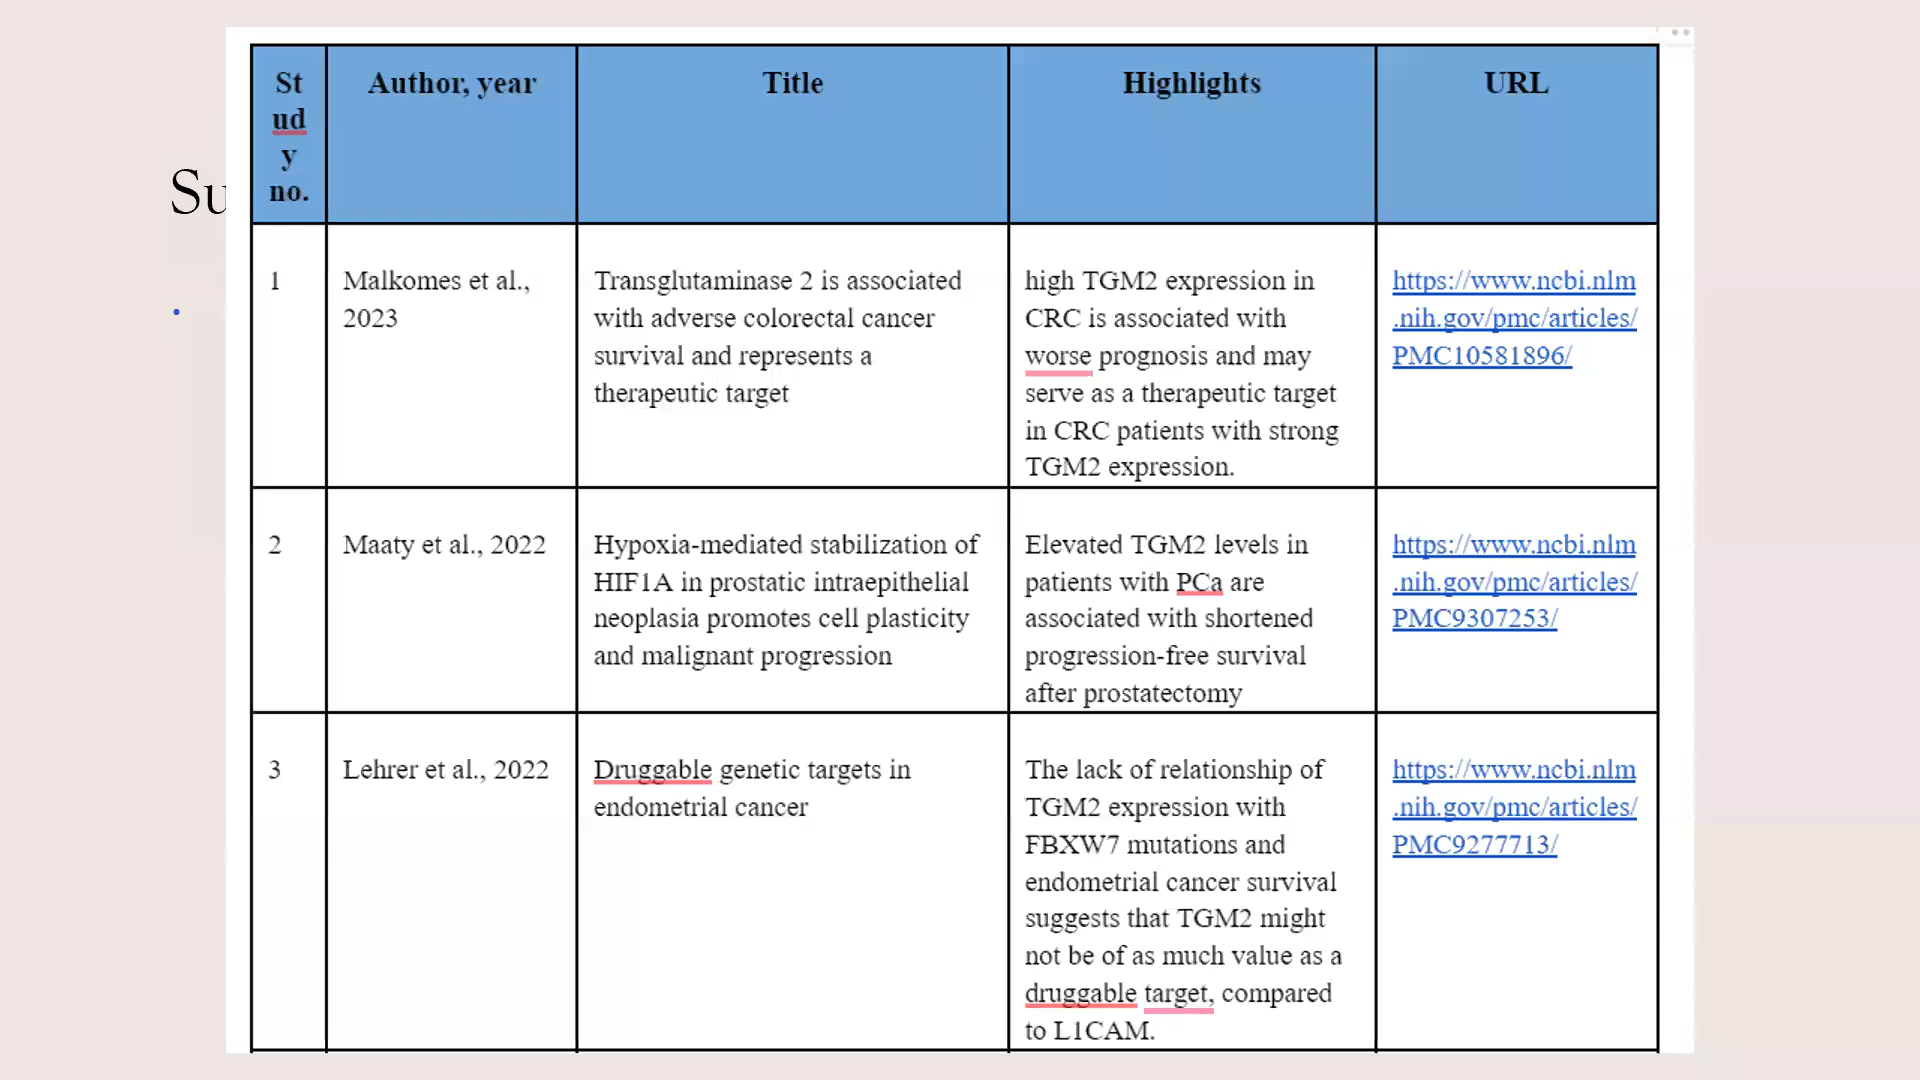 St
ud
y
no.
Author, year
Title
Highlights
URL
Su
1
Malkomes et al.,
2023
Transglutaminase 2 is associated
with adverse colorectal cancer
survival and represents a
therapeutic target
high TGM2 expression in
CRC is associated with
worse prognosis and may
serve as a therapeutic target
in CRC patients with strong
TGM2 expression.
https://www.ncbi.nlm
.nih.gov/pmc/articles/
PMC10581896/
2
Maaty et al., 2022
Hypoxia-mediated stabilization of
HIF1A in prostatic intraepithelial
neoplasia promotes cell plasticity
and malignant progression
Elevated TGM2 levels in
patients with PCa are
associated with shortened
progression-free survival
after prostatectomy
https://www.ncbi.nlm
.nih.gov/pmc/articles/
PMC9307253/
3
Lehrer et al., 2022
Druggable genetic targets in
endometrial cancer
The lack of relationship of
TGM2 expression with
FBXW7 mutations and
endometrial cancer survival
suggests that TGM2 might
not be of as much value as a
druggable target, compared
to L1CAM.
https://www.ncbi.nlm
.nih.gov/pmc/articles/
PMC9277713/